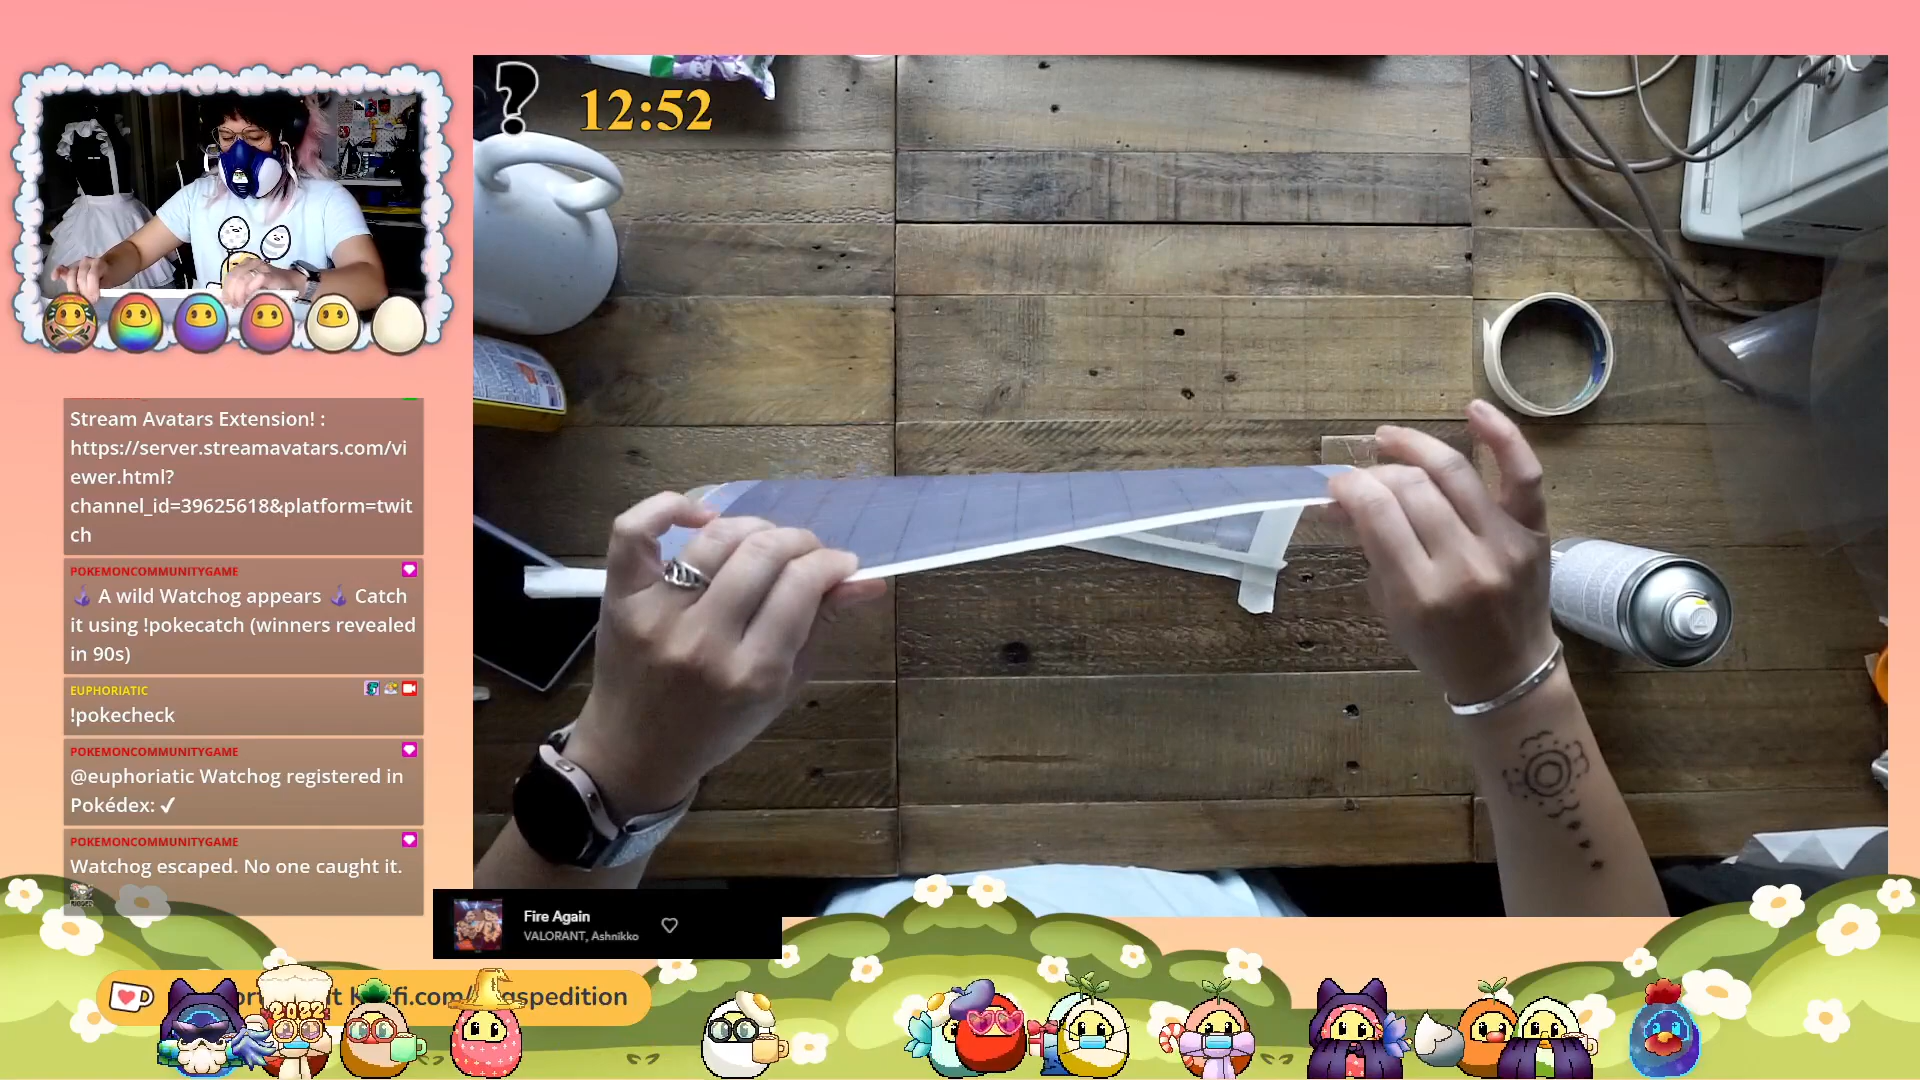 ?
12:52
Stream Avatars Extension! :
https://server.streamavatars.com/vi
ewer.html?
channel_id=39625618&platform=twit
ch
POKEMONCOMMUNITYGAME
A wild Watchog appears Catch
it using !pokecatch (winners revealed
in 90s)
EUPHORIATIC
!pokecheck
POKEMONCOMMUNITYGAME
@euphoriatic Watchog registered in
Pokédex: ✔
POKEMONCOMMUNITYGAME
Watchog escaped. No one caught it.
Fire Again
VALORANT, Ashnikko
2022